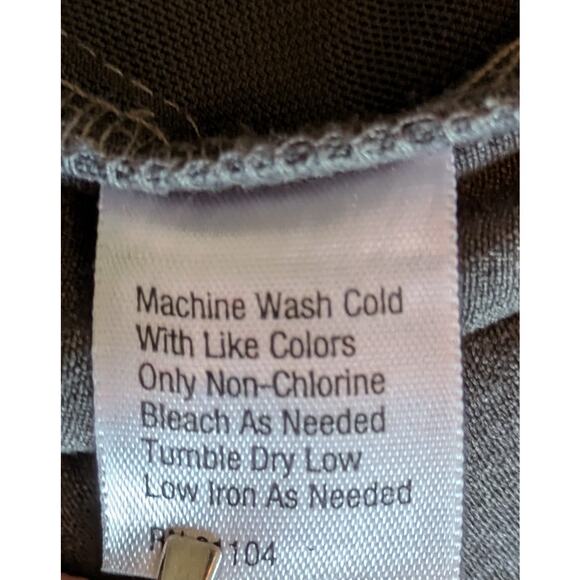 Machine Wash Cold
With Like Colors
Only Non-Chlorine
Bleach As Needed
Tumble Dry Low
Low Iron As Needed